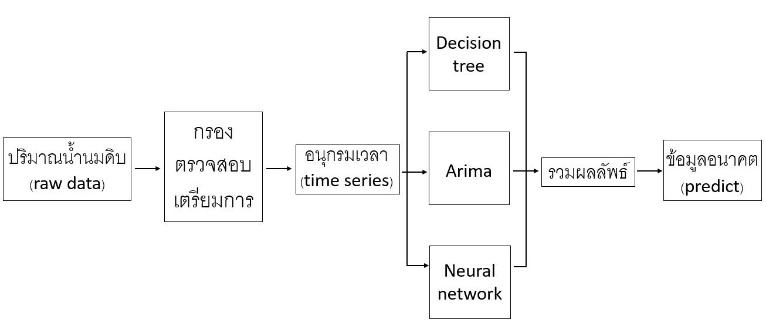 ปริมาณน้ำนมดิบ
(raw data)
กรอง
ตรวจสอบ
เตรียมการ
อนุกรมเวลา
(time series)
Decision
tree
Arima
Neural
network
รวมผลลัพธ์
ข้อมูลอนาคต
(predict)